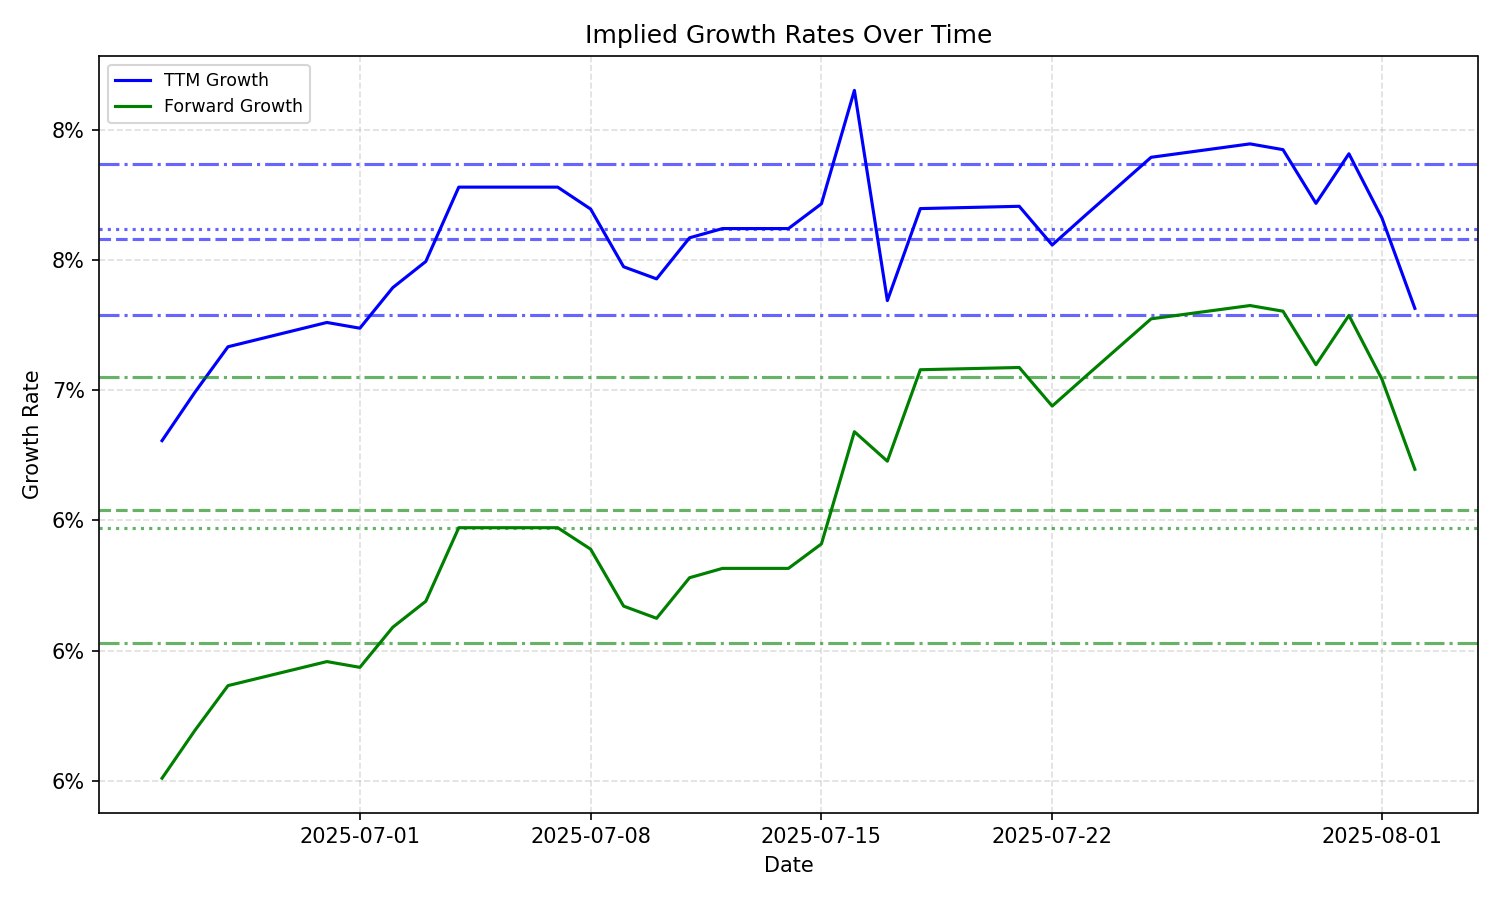 Implied Growth Rates Over Time
TTM Growth
Forward Growth
8%
8%
7%
6%
6%
6%
Growth Rate
2025-07-01
2025-07-08
2025-07-15
2025-07-22
2025-08-01
Date